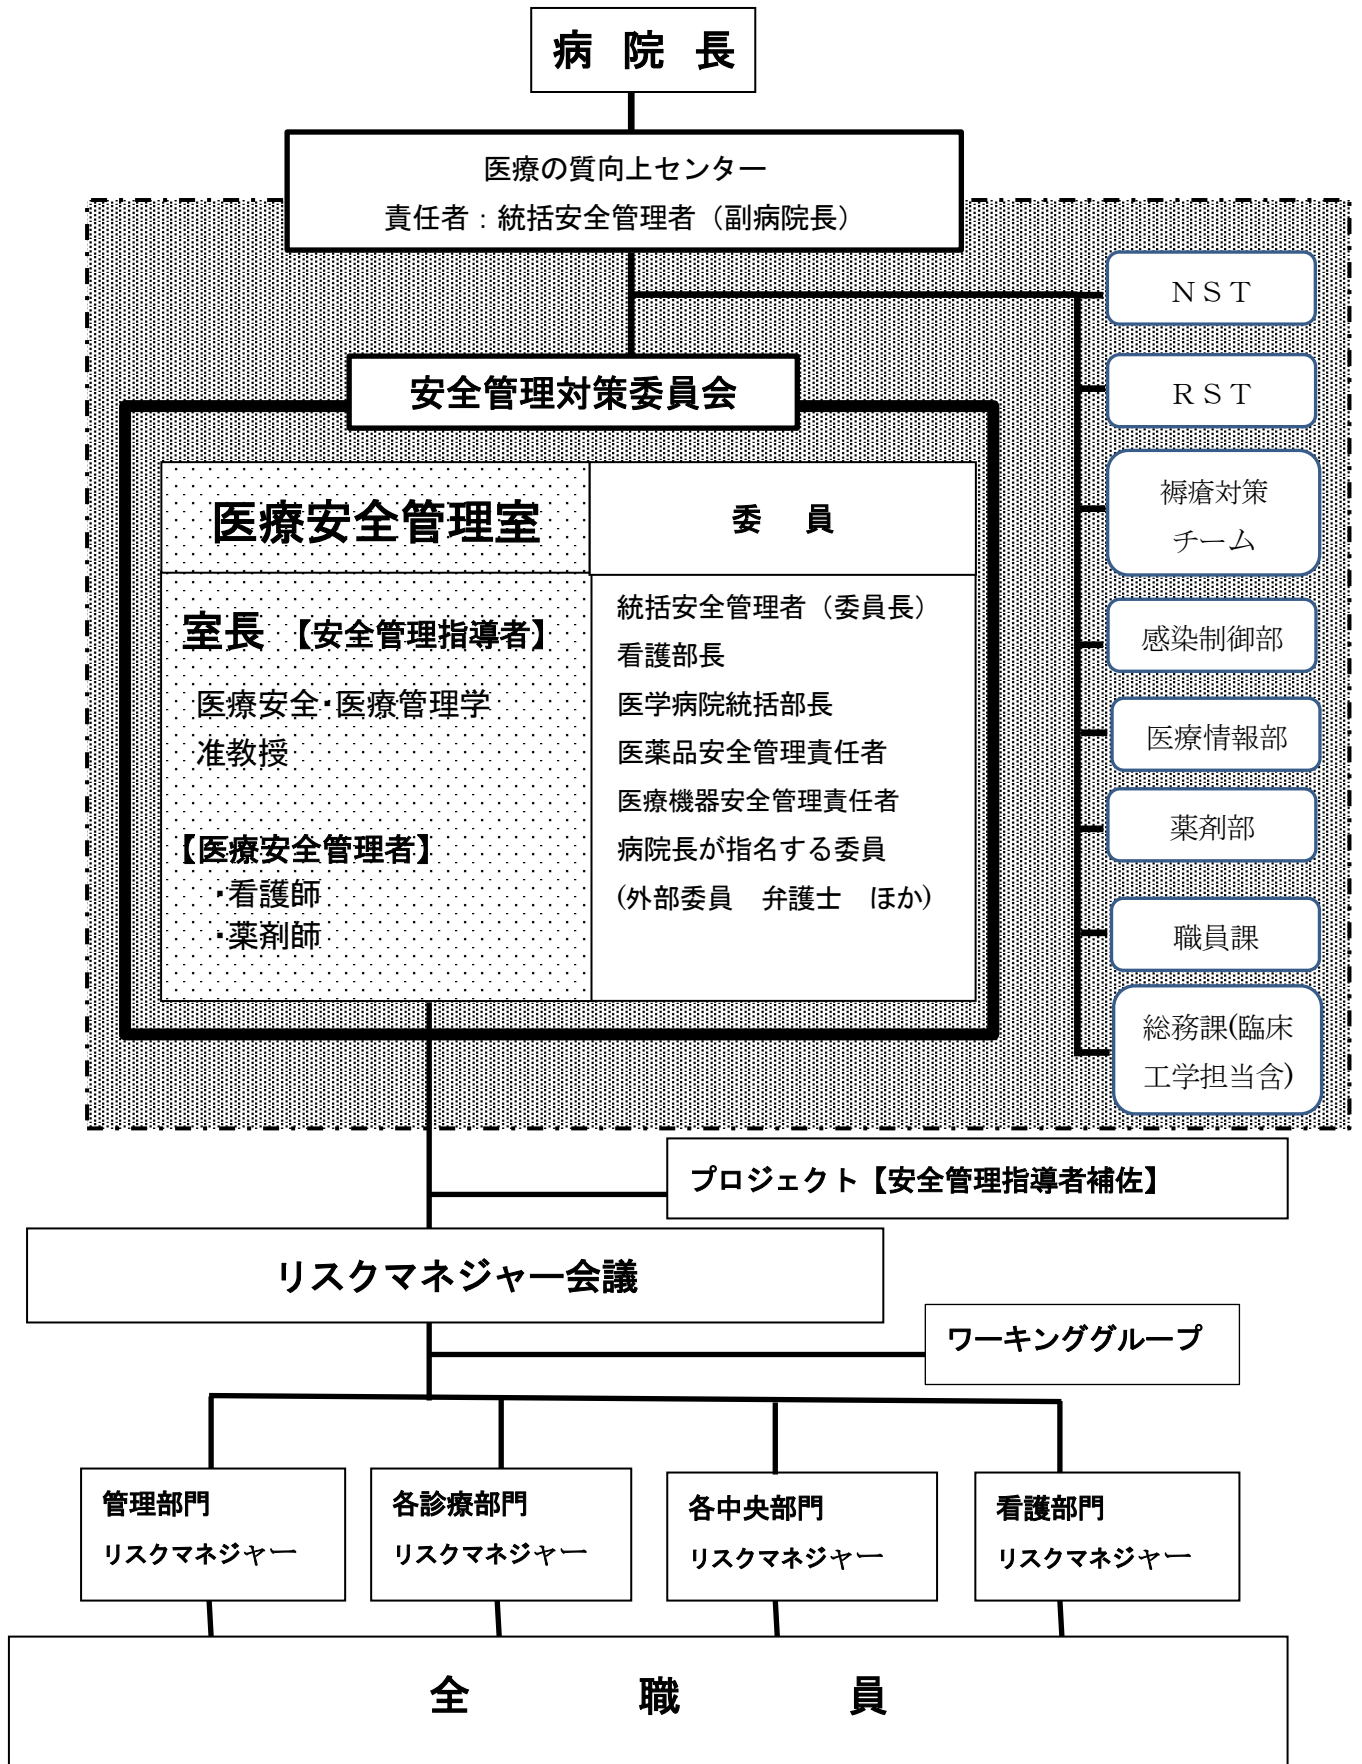 病 院 長
医療の質向上センター
責任者：統括安全管理者（副病院長）
安全管理対策委員会
医療安全管理室
室長 【安全管理指導者】
医療安全・医療管理学
准教授
【医療安全管理者】
・看護師
・薬剤師
委 員
統括安全管理者（委員長）
看護部長
医学病院統括部長
医薬品安全管理責任者
医療機器安全管理責任者
病院長が指名する委員
(外部委員　弁護士　ほか)
ＮＳＴ
ＲＳＴ
褥瘡対策
チーム
感染制御部
医療情報部
薬剤部
職員課
総務課(臨床
工学担当含)
プロジェクト【安全管理指導者補佐】
リスクマネジャー会議
ワーキンググループ
管理部門
リスクマネジャー
各診療部門
リスクマネジャー
各中央部門
リスクマネジャー
看護部門
リスクマネジャー
全 職 員